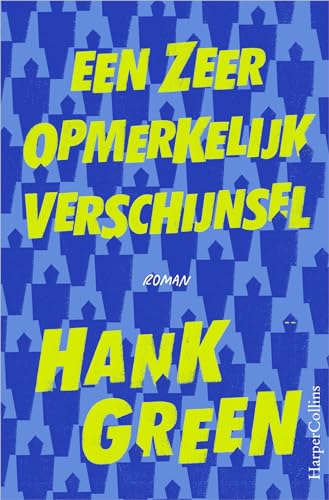 EEN ZEER
OPMERKELIJK
VERSCHIJNSEL
ROMAN
HANK
GREEN
HarperCollins